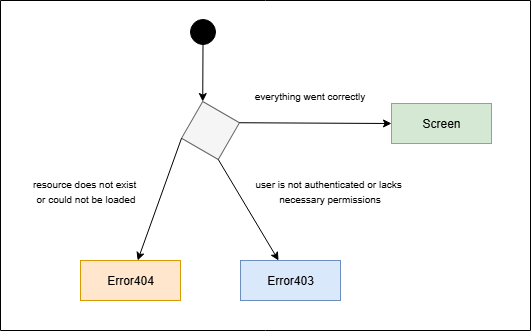 everything went correctly
Screen
resource does not exist
or could not be loaded
user is not authenticated or lacks
necessary permissions
Error404
Error403